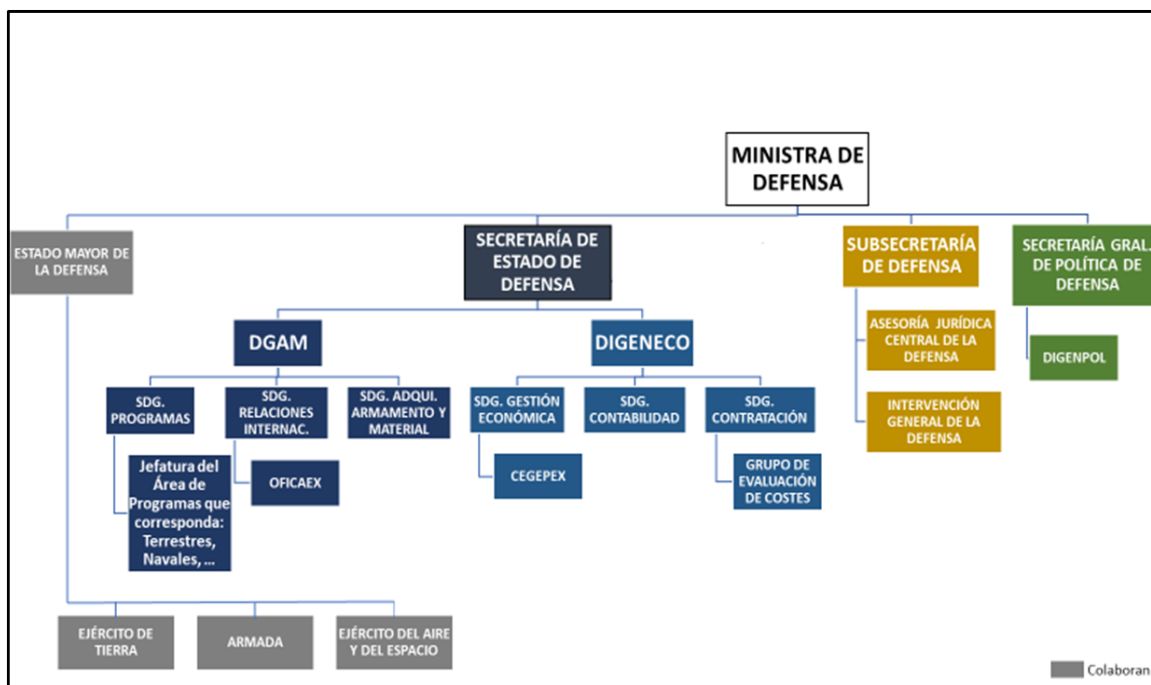 MINISTRA DE
DEFENSA
ESTADO MAYOR DE
LA DEFENSA
SECRETARÍA DE
ESTADO DE
DEFENSA
SUBSECRETARÍA
DE DEFENSA
SECRETARÍA GRAL.
DE POLÍTICA DE
DEFENSA
DGAM
DIGENECO
ASESORÍA JURÍDICA
CENTRAL DE LA
DEFENSA
DIGENPOL
SDG.
PROGRAMAS
SDG.
RELACIONES
INTERNAC.
SDG. ADQUI.
ARMAMENTO Y
MATERIAL
SDG. GESTIÓN
ECONÓMICA
SDG.
CONTABILIDAD
SDG.
CONTRATACIÓN
INTERVENCIÓN
GENERAL DE LA
DEFENSA
Jefatura del
Área de
Programas que
corresponda:
Terrestres,
Navales, ...
OFICAEX
CEGEPEX
GRUPO DE
EVALUACIÓN
DE COSTES
EJÉRCITO DE
TIERRA
ARMADA
EJÉRCITO DEL AIRE
Y DEL ESPACIO
Colaboran